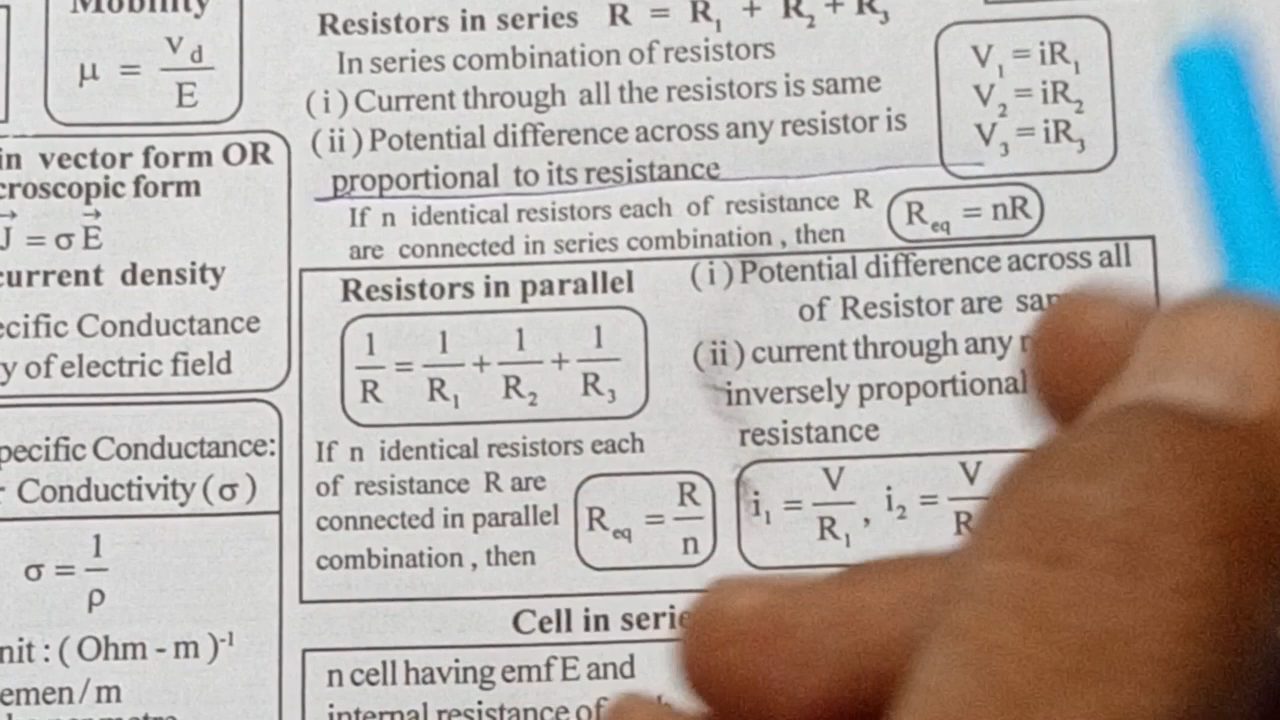 Mobility
μ = v d / E
in vector form OR
croscopic form
J = σ E
current density
ecific Conductance
y of electric field
pecific Conductance:
Conductivity (σ)
σ = 1 / ρ
nit : ( Ohm - m )⁻¹
emen / m
Resistors in series R = R₁ + R₂ + R₃
In series combination of resistors
( i ) Current through all the resistors is same
( ii ) Potential difference across any resistor is
proportional to its resistance
V₁ = iR₁
V₂ = iR₂
V₃ = iR₃
If n identical resistors each of resistance R
are connected in series combination , then
R_eq = nR
Resistors in parallel
1/R = 1/R₁ + 1/R₂ + 1/R₃
If n identical resistors each
of resistance R are
connected in parallel
combination , then
R_eq = R/n
( i ) Potential difference across all
of Resistor are
( ii ) current through any
inversely proportional
resistance
i₁ = V/R₁ , i₂ = V/R
Cell in
n cell having emf E and
internal resistance of